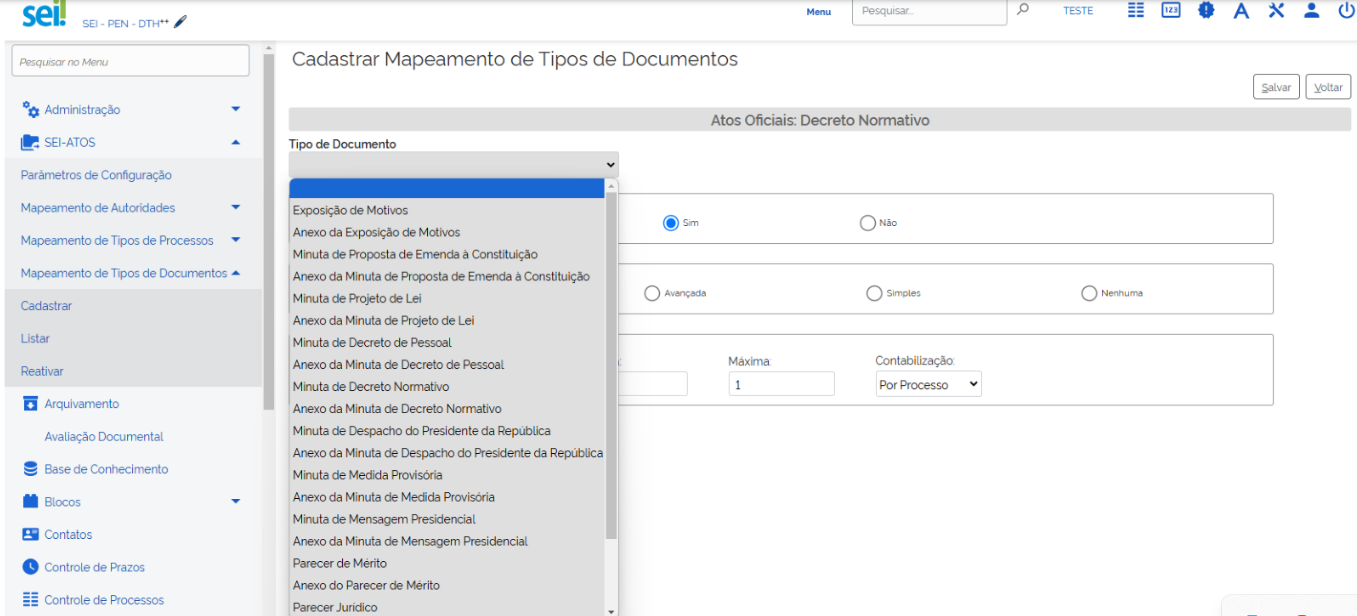 sei!
SEI - PEN - DTH++
Menu
Pesquisar..
TESTE
123
A
Pesquisar no Menu
Administração
SEI-ATOS
Parâmetros de Configuração
Mapeamento de Autoridades
Mapeamento de Tipos de Processos
Mapeamento de Tipos de Documentos
Cadastrar
Listar
Reativar
Arquivamento
Avaliação Documental
Base de Conhecimento
Blocos
Contatos
Controle de Prazos
Controle de Processos
Cadastrar Mapeamento de Tipos de Documentos
Salvar Voltar
Atos Oficiais: Decreto Normativo
Tipo de Documento
Exposição de Motivos
Anexo da Exposição de Motivos
Minuta de Proposta de Emenda à Constituição
Anexo da Minuta de Proposta de Emenda à Constituição
Minuta de Projeto de Lei
Anexo da Minuta de Projeto de Lei
Minuta de Decreto de Pessoal
Anexo da Minuta de Decreto de Pessoal
Minuta de Decreto Normativo
Anexo da Minuta de Decreto Normativo
Minuta de Despacho do Presidente da República
Anexo da Minuta de Despacho do Presidente da República
Minuta de Medida Provisória
Anexo da Minuta de Medida Provisória
Minuta de Mensagem Presidencial
Anexo da Minuta de Mensagem Presidencial
Parecer de Mérito
Anexo do Parecer de Mérito
Parecer Jurídico
Sim Não
Avançada Simples Nenhuma
Máxima: Contabilização:
1 Por Processo